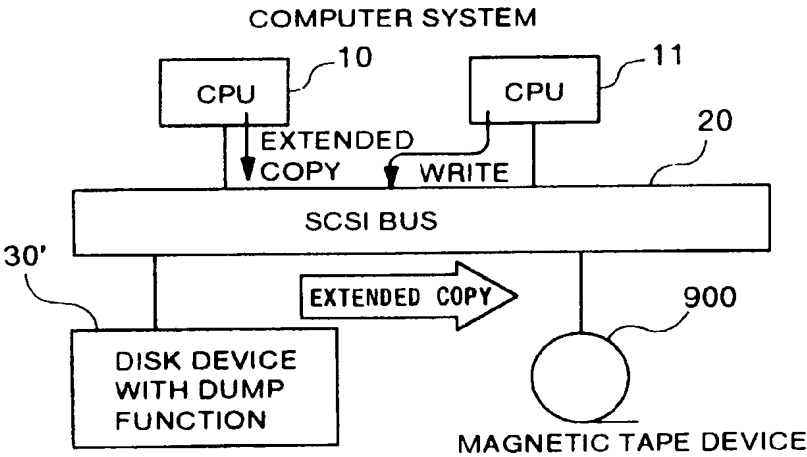 COMPUTER SYSTEM
10
11
CPU
CPU
20
EXTENDED
COPY
WRITE
SCSI BUS
30'
EXTENDED COPY
900
DISK DEVICE
WITH DUMP
FUNCTION
MAGNETIC TAPE DEVICE